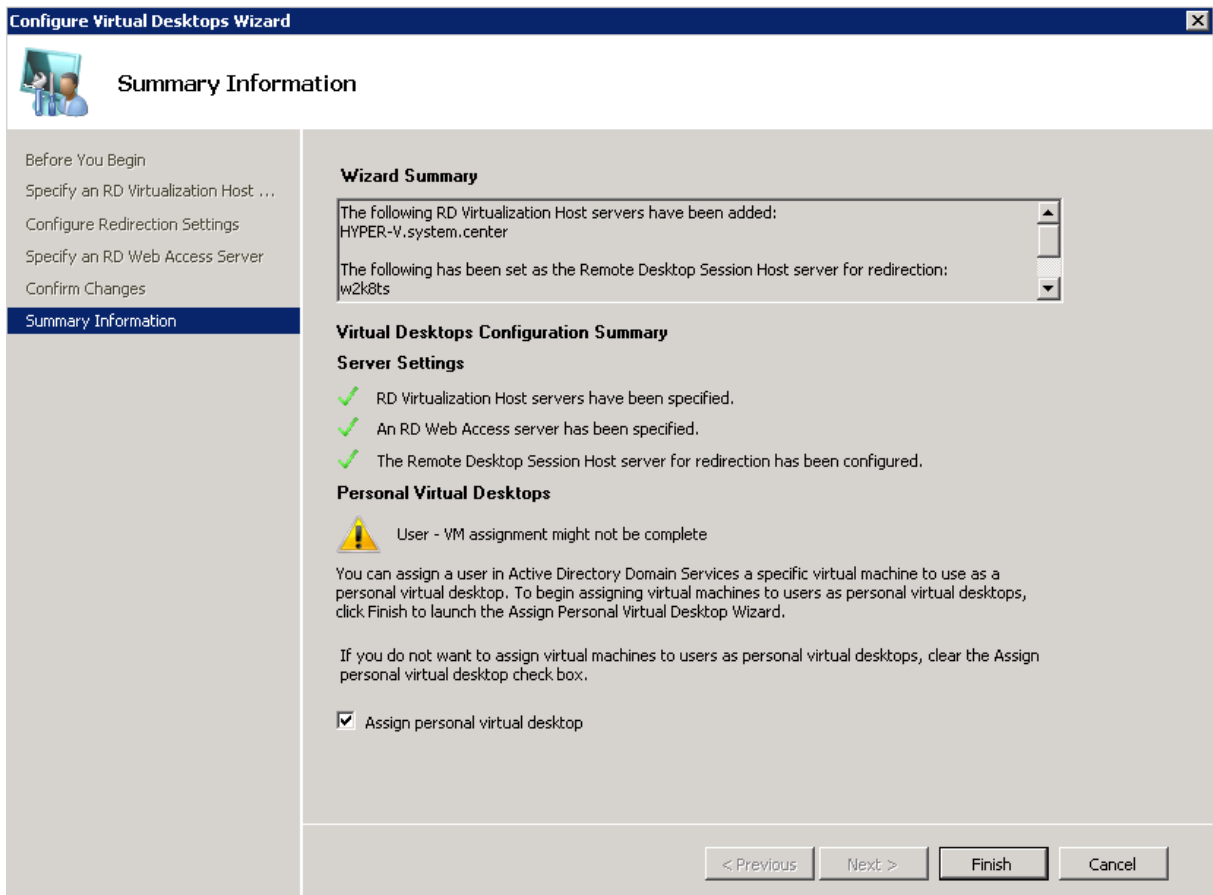 Configure Virtual Desktops Wizard
Summary Information
Before You Begin
Specify an RD Virtualization Host ...
Configure Redirection Settings
Specify an RD Web Access Server
Confirm Changes
Summary Information
Wizard Summary
The following RD Virtualization Host servers have been added:
HYPER-V.system.center
The following has been set as the Remote Desktop Session Host server for redirection:
w2k8ts
Virtual Desktops Configuration Summary
Server Settings
RD Virtualization Host servers have been specified.
An RD Web Access server has been specified.
The Remote Desktop Session Host server for redirection has been configured.
Personal Virtual Desktops
User - VM assignment might not be complete
You can assign a user in Active Directory Domain Services a specific virtual machine to use as a
personal virtual desktop. To begin assigning virtual machines to users as personal virtual desktops,
click Finish to launch the Assign Personal Virtual Desktop Wizard.
If you do not want to assign virtual machines to users as personal virtual desktops, clear the Assign
personal virtual desktop check box.
Assign personal virtual desktop
< Previous
Next >
Finish
Cancel